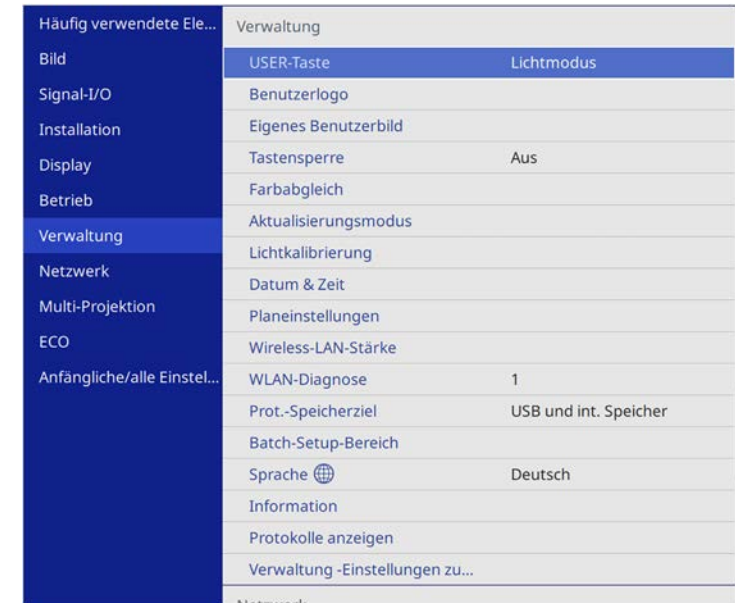 Häufig verwendete Ele...
Bild
Signal-I/O
Installation
Display
Betrieb
Verwaltung
Netzwerk
Multi-Projektion
ECO
Anfängliche/alle Einstel...
Verwaltung
USER-Taste Lichtmodus
Benutzerlogo
Eigenes Benutzerbild
Tastensperre Aus
Farbabgleich
Aktualisierungsmodus
Lichtkalibrierung
Datum & Zeit
Planeinstellungen
Wireless-LAN-Stärke
WLAN-Diagnose 1
Prot.-Speicherziel USB und int. Speicher
Batch-Setup-Bereich
Sprache Deutsch
Information
Protokolle anzeigen
Verwaltung -Einstellungen zu...